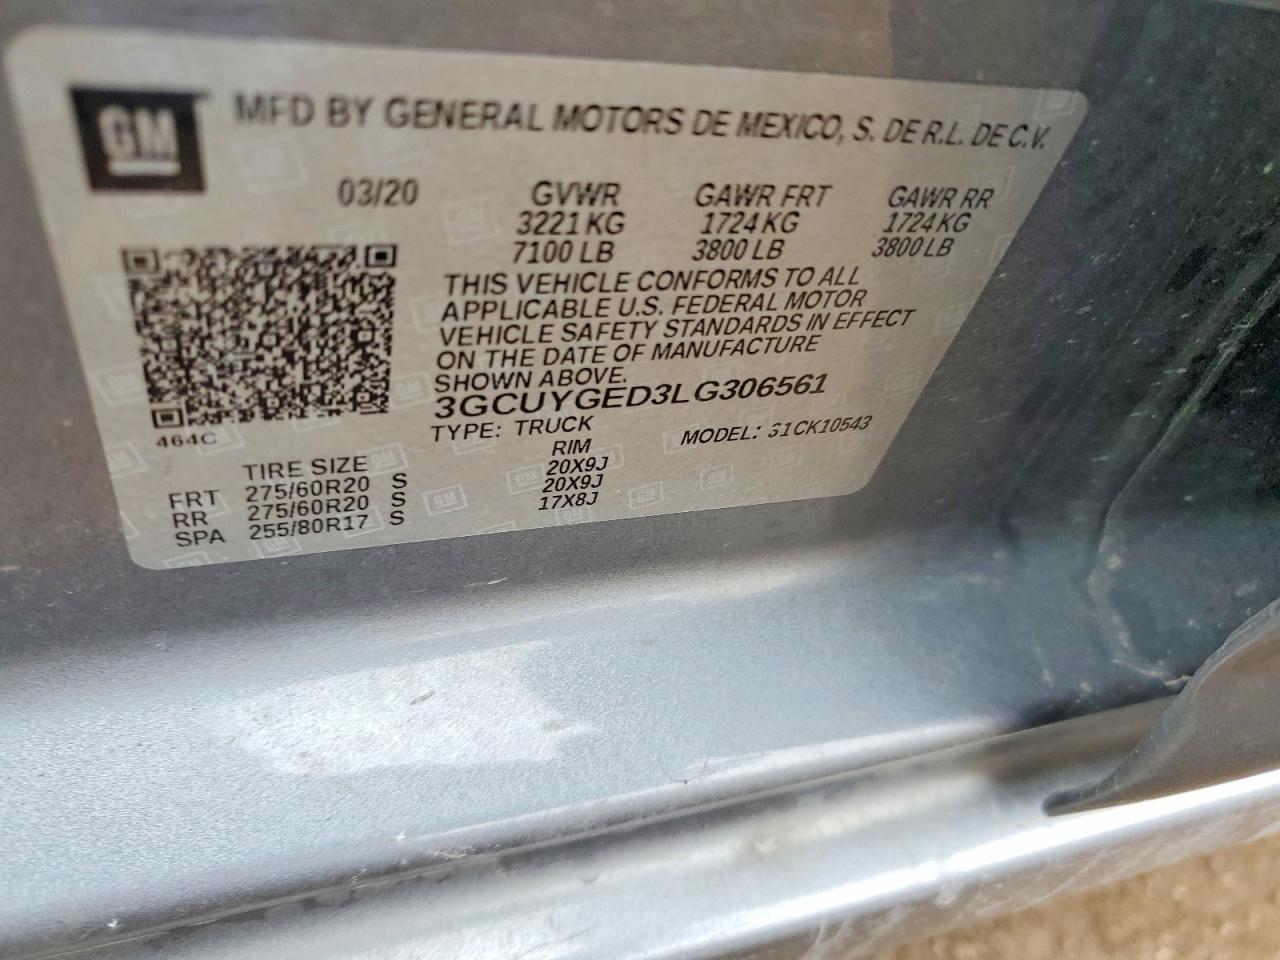 GM
MFD BY GENERAL MOTORS DE MEXICO, S. DE R.L. DE C.V.
03/20 GVWR GAWR FRT GAWR RR
3221 KG 1724 KG 1724 KG
7100 LB 3800 LB 3800 LB
THIS VEHICLE CONFORMS TO ALL
APPLICABLE U.S. FEDERAL MOTOR
VEHICLE SAFETY STANDARDS IN EFFECT
ON THE DATE OF MANUFACTURE
SHOWN ABOVE.
3GCUYGED3LG306561
464C
TYPE: TRUCK MODEL: S1CK10543
TIRE SIZE RIM
FRT 275/60R20 S 20X9J
RR 275/60R20 S 20X9J
SPA 255/80R17 S 17X8J